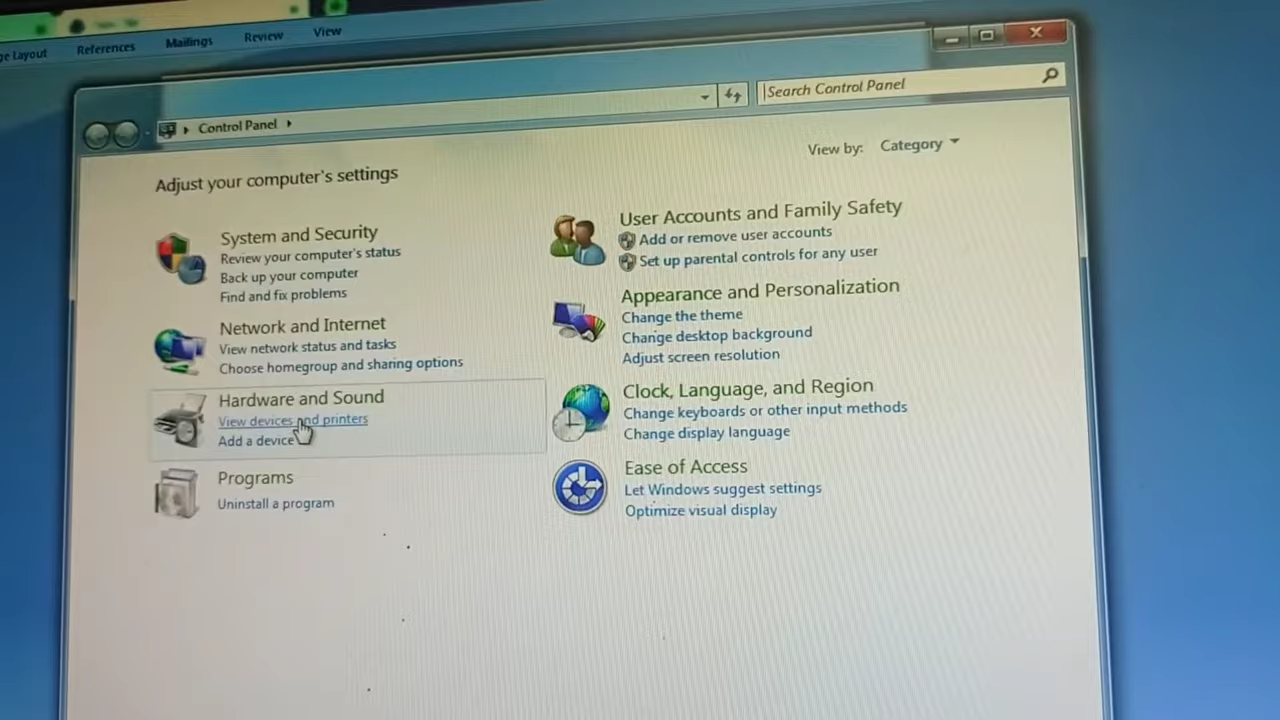 ge Layout References Mailings Review View
Control Panel
Search Control Panel
Adjust your computer's settings
View by: Category
System and Security
Review your computer's status
Back up your computer
Find and fix problems
Network and Internet
View network status and tasks
Choose homegroup and sharing options
Hardware and Sound
View devices and printers
Add a device
Programs
Uninstall a program
User Accounts and Family Safety
Add or remove user accounts
Set up parental controls for any user
Appearance and Personalization
Change the theme
Change desktop background
Adjust screen resolution
Clock, Language, and Region
Change keyboards or other input methods
Change display language
Ease of Access
Let Windows suggest settings
Optimize visual display